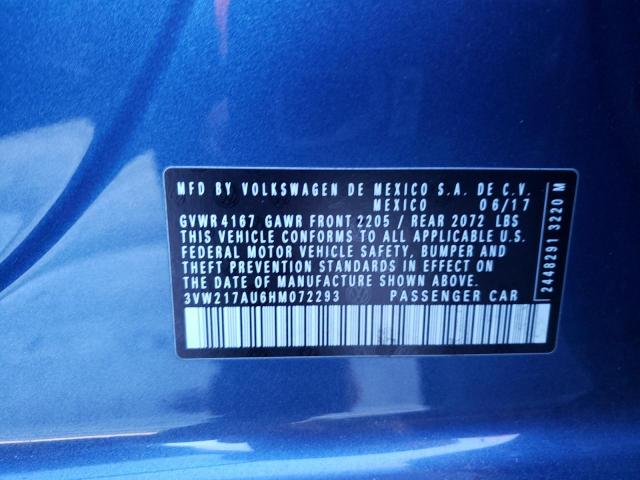 MFD BY VOLKSWAGEN DE MEXICO S.A. DE C.V.
MEXICO 06/17
GVWR 4167 GAWR FRONT 2205 / REAR 2072 LBS
THIS VEHICLE CONFORMS TO ALL APPLICABLE U.S.
FEDERAL MOTOR VEHICLE SAFETY, BUMPER AND
THEFT PREVENTION STANDARDS IN EFFECT ON
THE DATE OF MANUFACTURE SHOWN ABOVE.
3VW217AU6HM072293 PASSENGER CAR
2448291 3220 M